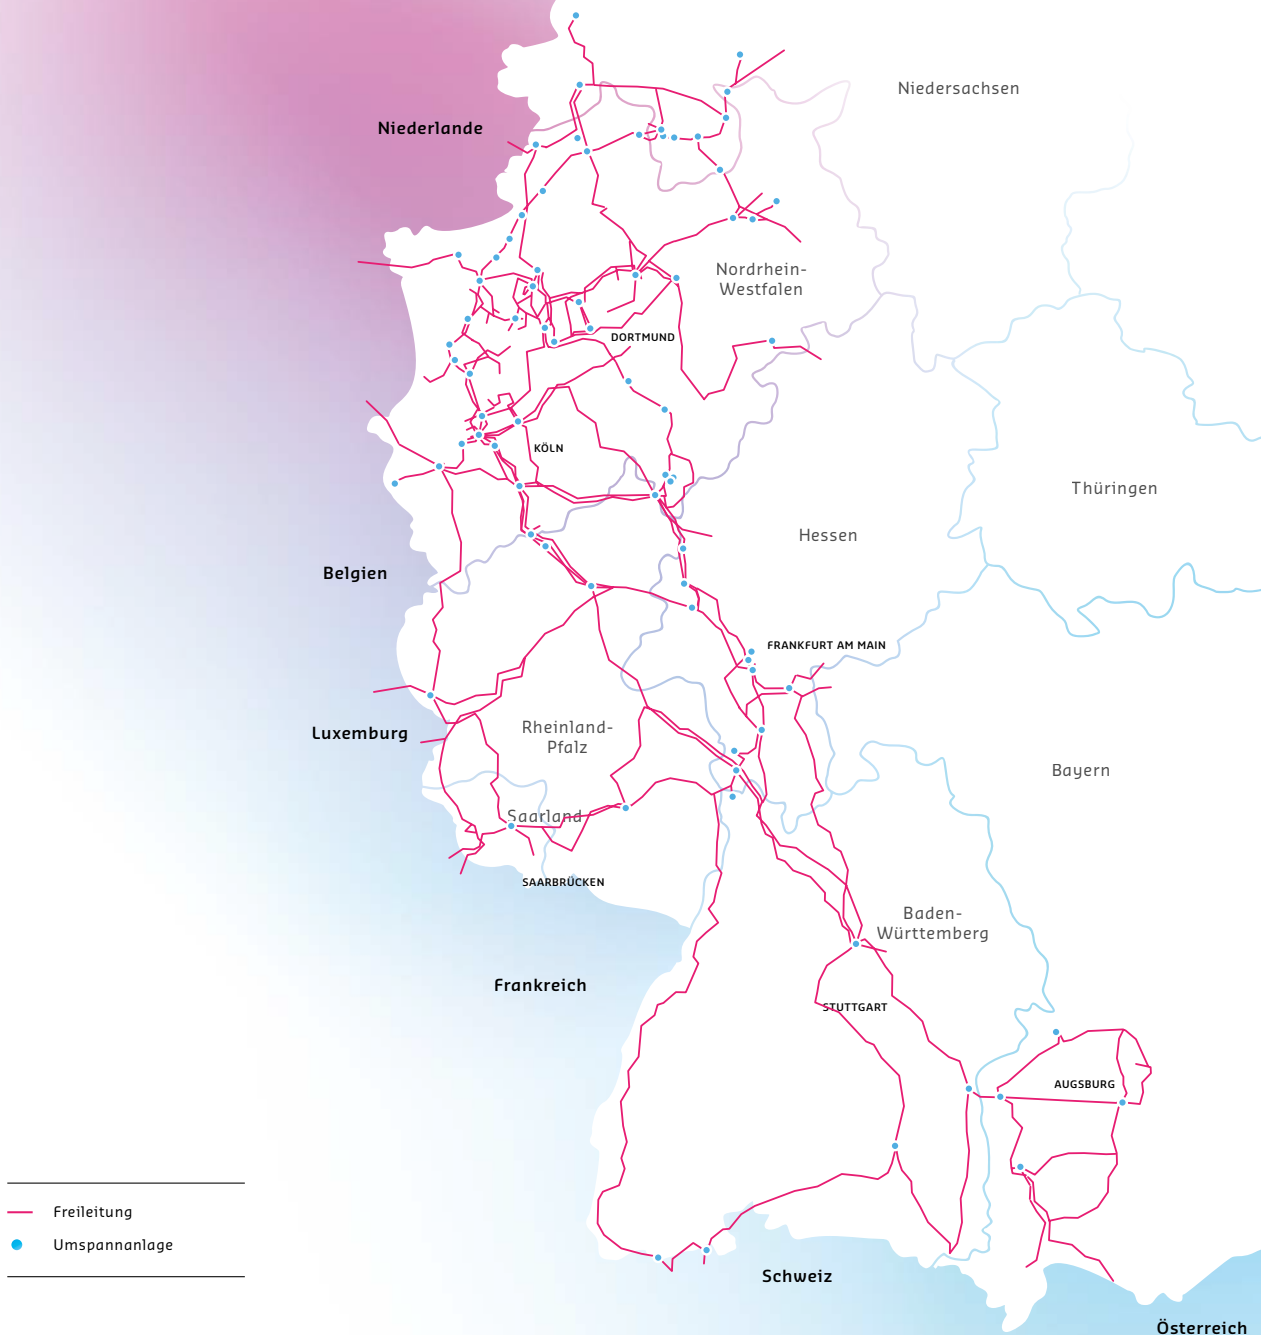 Niedersachsen
Niederlande
Nordrhein-
Westfalen
DORTMUND
KÖLN
Thüringen
Hessen
Belgien
FRANKFURT AM MAIN
Luxemburg
Rheinland-
Pfalz
Bayern
Saarland
SAARBRÜCKEN
Baden-
Württemberg
Frankreich
STUTTGART
AUGSBURG
Freileitung
Umspannanlage
Schweiz
Österreich